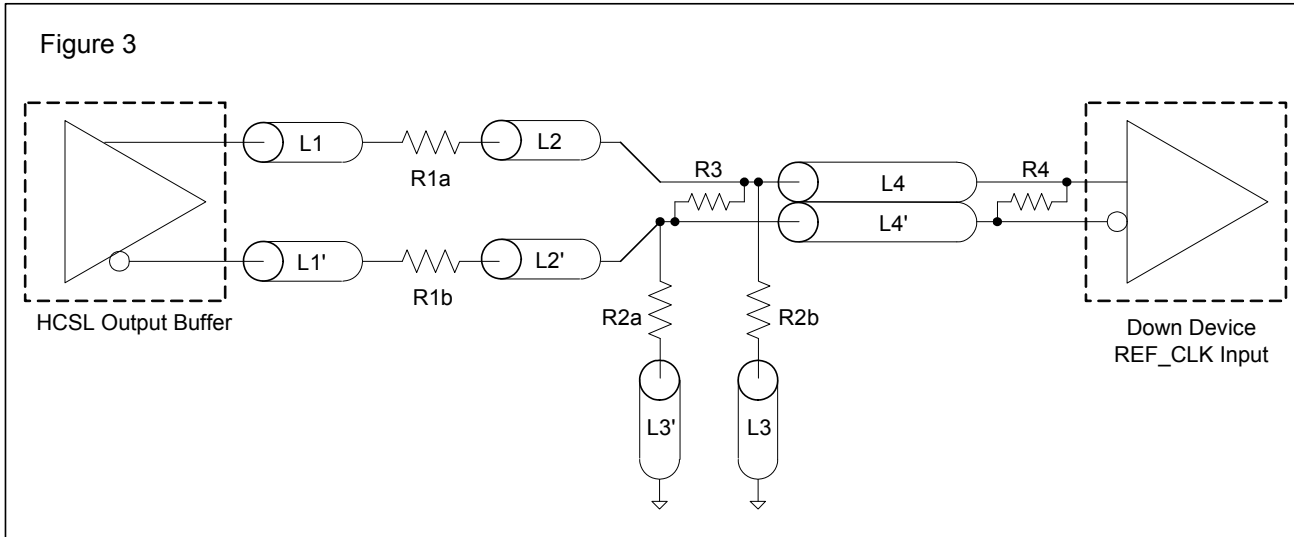 Figure 3
L1
R1a
L2
R3
L4
R4
L4'
L1'
R1b
L2'
HCSL Output Buffer
R2a
R2b
Down Device
REF_CLK Input
L3'
L3